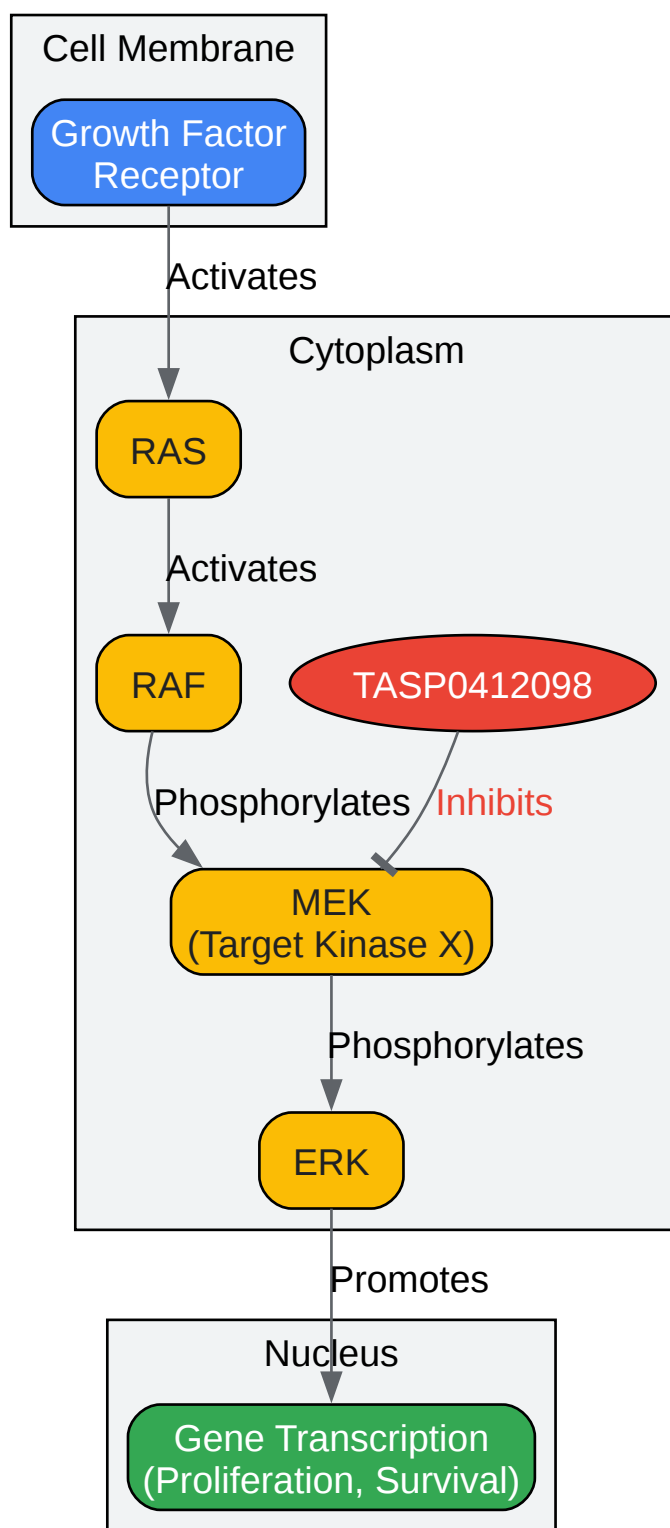 Cell Membrane
Growth Factor
Receptor
Activates
Cytoplasm
RAS
Activates
RAF
TASP0412098
Phosphorylates
Inhibits
MEK
(Target Kinase X)
Phosphorylates
ERK
Promotes
Nucleus
Gene Transcription
(Proliferation, Survival)